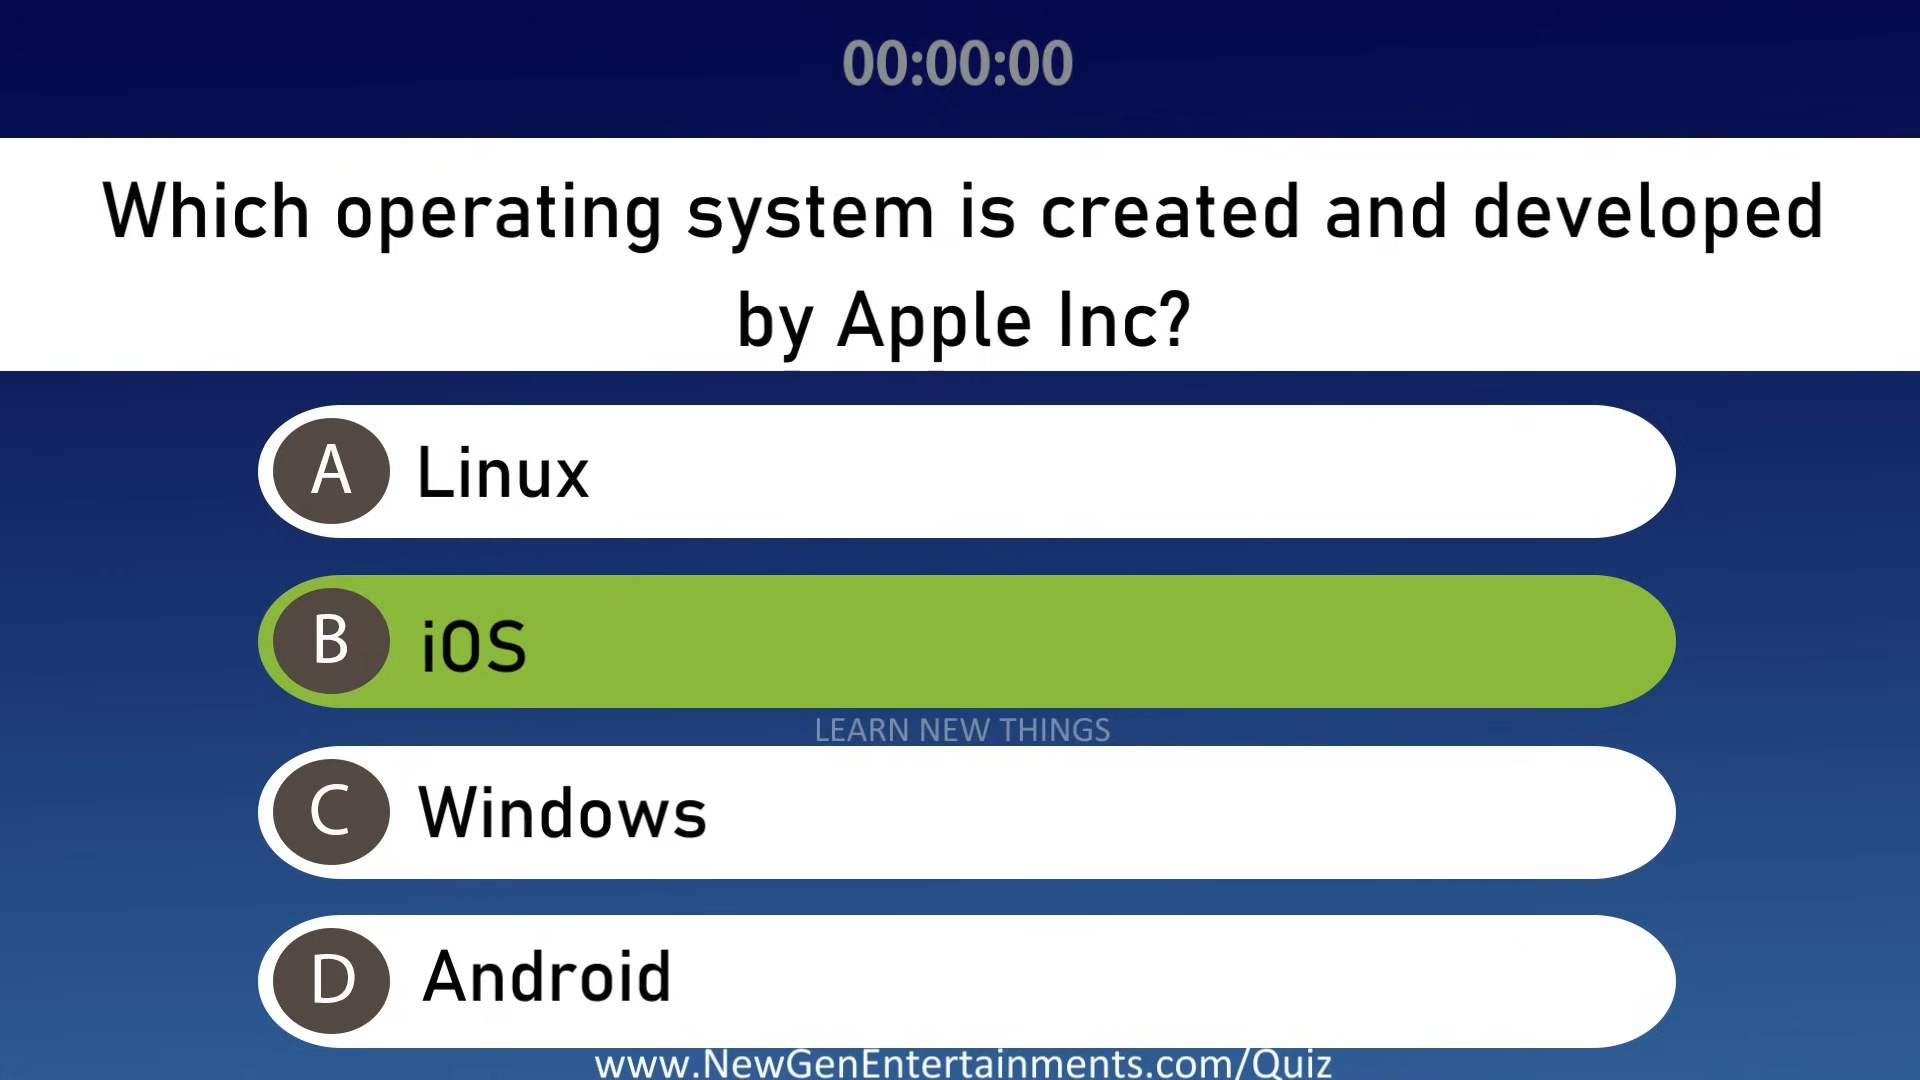 00:00:00
Which operating system is created and developed
by Apple Inc?
A Linux
B iOS
LEARN NEW THINGS
C Windows
D Android
www.NewGenEntertainments.com/Quiz